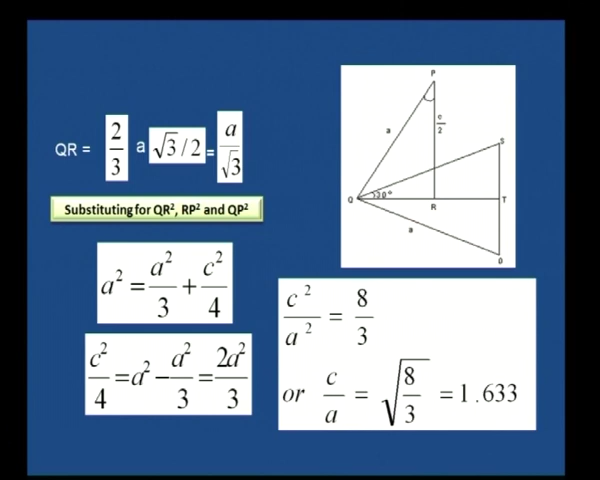 QR = 2/3 a √3/2 = a/√3
Substituting for QR², RP² and QP²
a² = a²/3 + c²/4
c²/4 = a² − a²/3 = 2a²/3
P
a
c/2
S
Q
30°
R
T
a
c²/a² = 8/3
or c/a = √(8/3) = 1.633